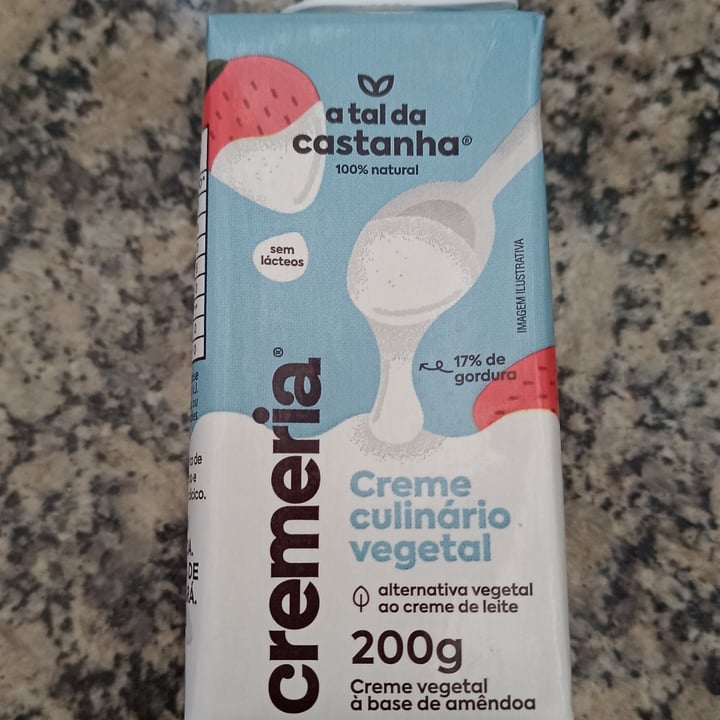 a tal da
castanha®
100% natural
sem
lácteos
IMAGEM ILUSTRATIVA
17% de
gordura
cremeria®
Creme
culinário
vegetal
alternativa vegetal
ao creme de leite
200g
Creme vegetal
à base de amêndoa